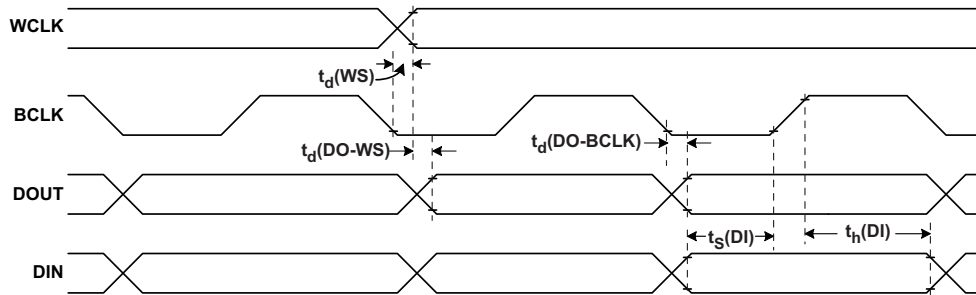 WCLK
td(WS)
BCLK
td(DO-WS)
td(DO-BCLK)
DOUT
tS(DI)
th(DI)
DIN